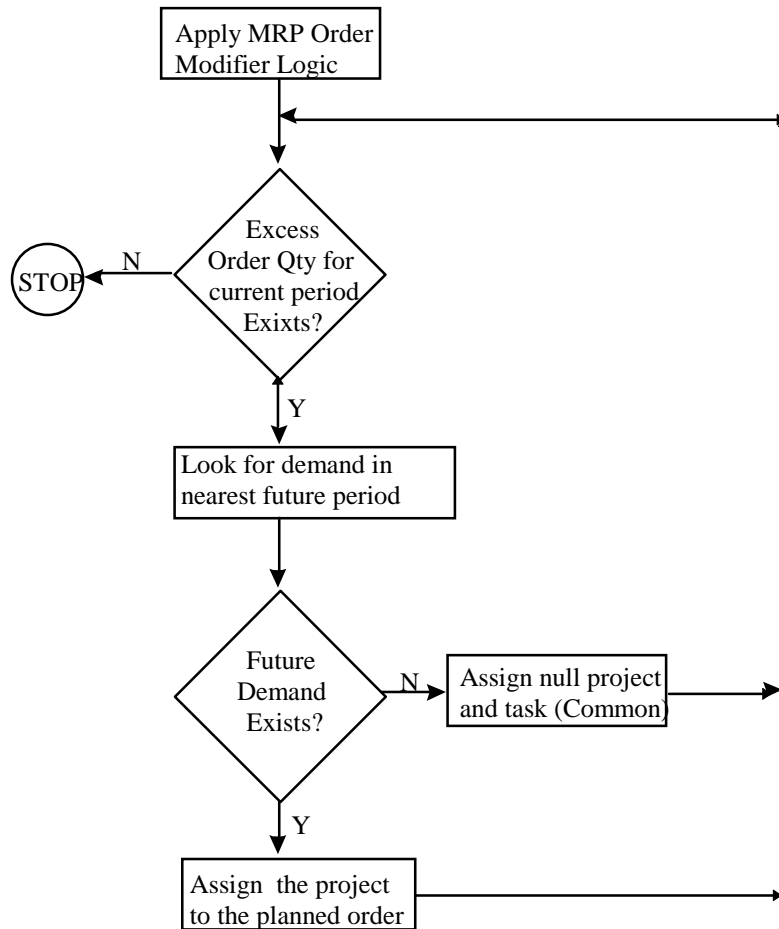 Apply MRP Order
Modifier Logic
Excess
Order Qty for
current period
Exixts?
N
STOP
Y
Look for demand in
nearest future period
Future
Demand
Exists?
N
Assign null project
and task (Common)
Y
Assign the project
to the planned order